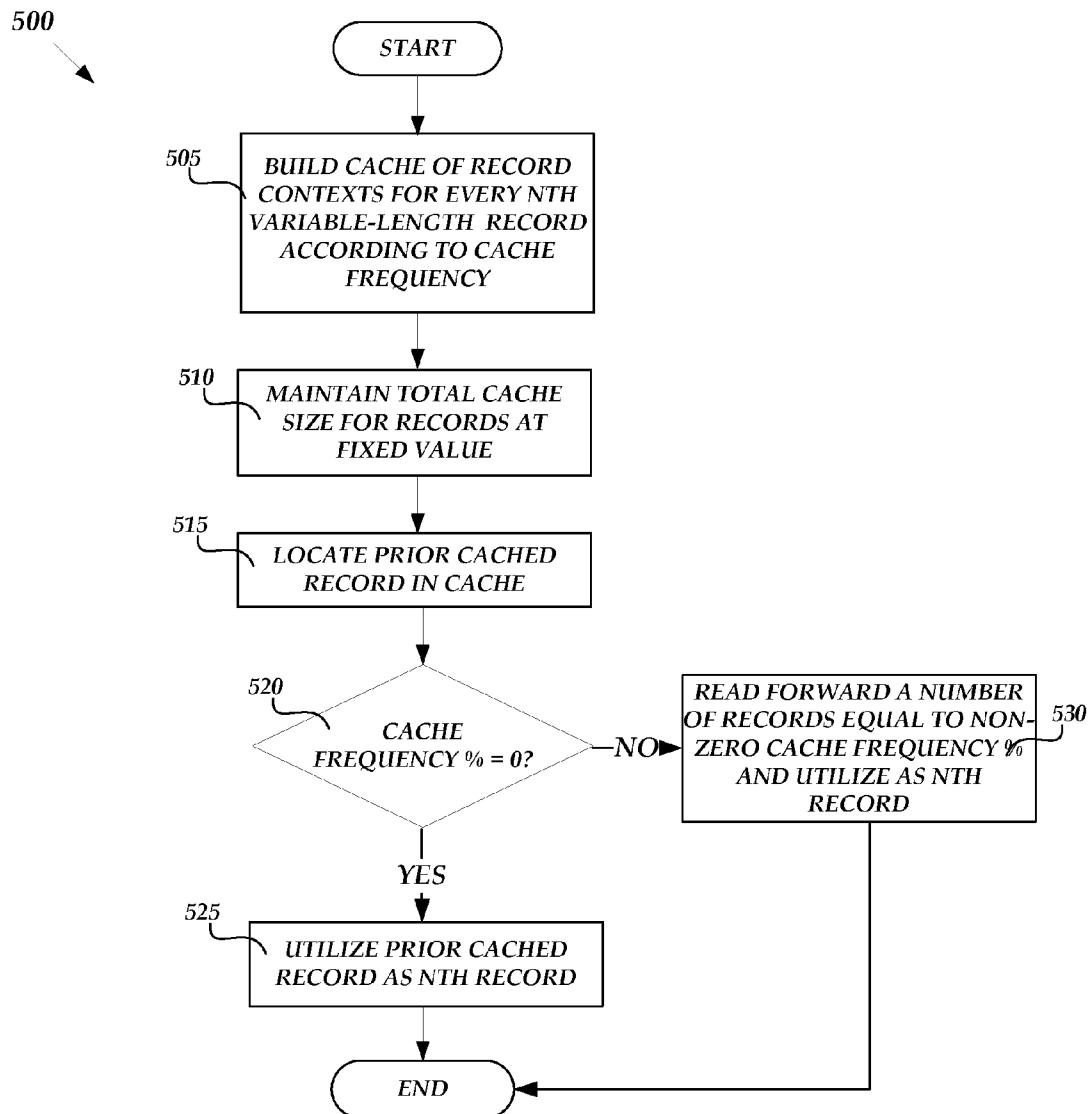 500
START
505
BUILD CACHE OF RECORD
CONTEXTS FOR EVERY NTH
VARIABLE-LENGTH RECORD
ACCORDING TO CACHE
FREQUENCY
510
MAINTAIN TOTAL CACHE
SIZE FOR RECORDS AT
FIXED VALUE
515
LOCATE PRIOR CACHED
RECORD IN CACHE
520
CACHE
FREQUENCY % = 0?
NO
READ FORWARD A NUMBER
OF RECORDS EQUAL TO NON-
ZERO CACHE FREQUENCY %
AND UTILIZE AS NTH
RECORD
530
YES
525
UTILIZE PRIOR CACHED
RECORD AS NTH RECORD
END